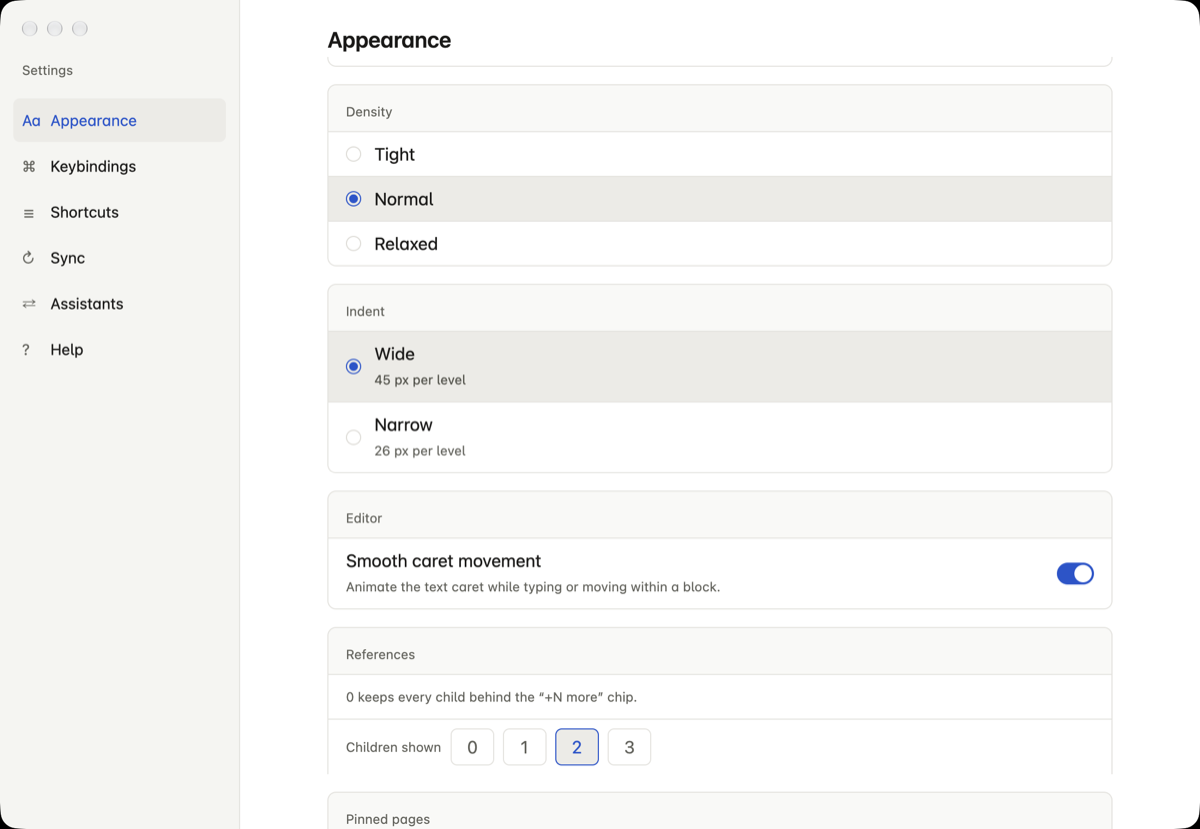 Settings
Aa Appearance
⌘ Keybindings
≡ Shortcuts
Sync
⇄ Assistants
? Help
Appearance
Density
Tight
Normal
Relaxed
Indent
Wide
45 px per level
Narrow
26 px per level
Editor
Smooth caret movement
Animate the text caret while typing or moving within a block.
References
0 keeps every child behind the “+N more” chip.
Children shown 0 1 2 3
Pinned pages